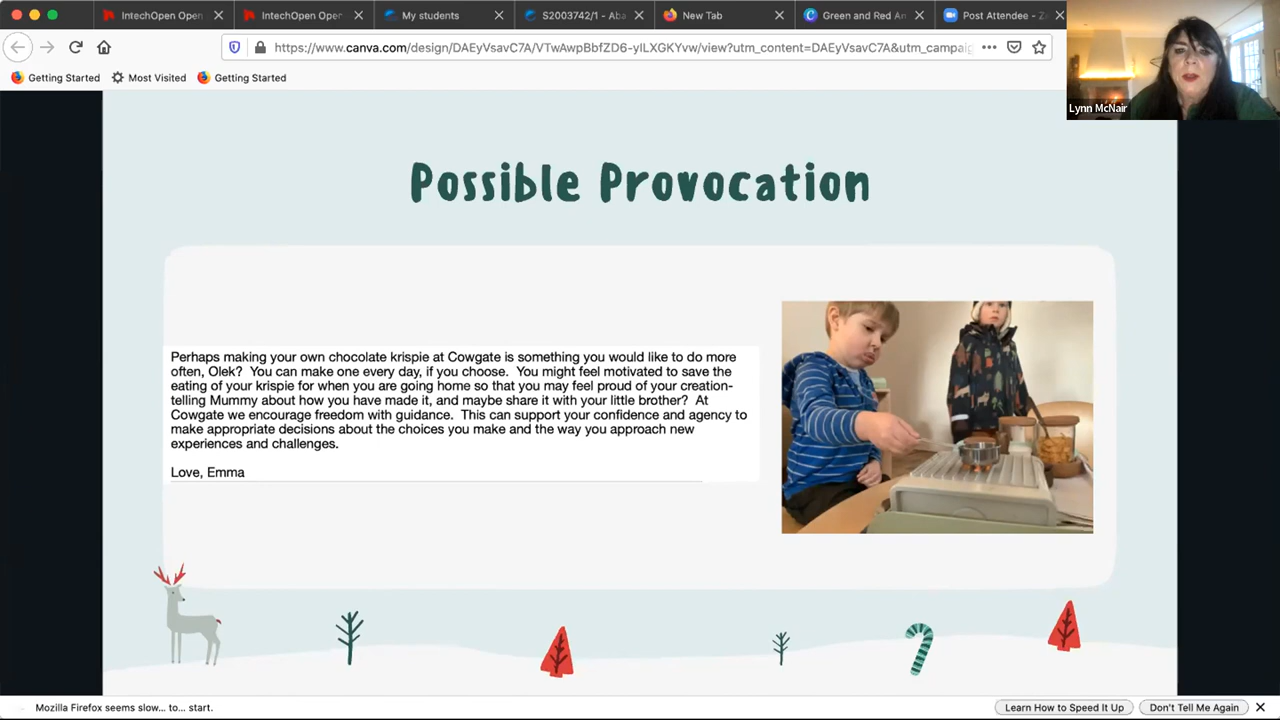 IntechOpen Open
IntechOpen Open
My students
S2003742/1 - Aba
New Tab
Green and Red An
Post Attendee - Z
https://www.canva.com/design/DAEyVsavC7A/VTwAwpBbfZD6-yILXGKYvw/view?utm_content=DAEyVsavC7A&utm_campaig
Getting Started
Most Visited
Getting Started
Lynn McNair
Possible Provocation
Perhaps making your own chocolate krispie at Cowgate is something you would like to do more
often, Olek? You can make one every day, if you choose. You might feel motivated to save the
eating of your krispie for when you are going home so that you may feel proud of your creation-
telling Mummy about how you have made it, and maybe share it with your little brother? At
Cowgate we encourage freedom with guidance. This can support your confidence and agency to
make appropriate decisions about the choices you make and the way you approach new
experiences and challenges.
Love, Emma
Mozilla Firefox seems slow... to... start.
Learn How to Speed It Up
Don't Tell Me Again